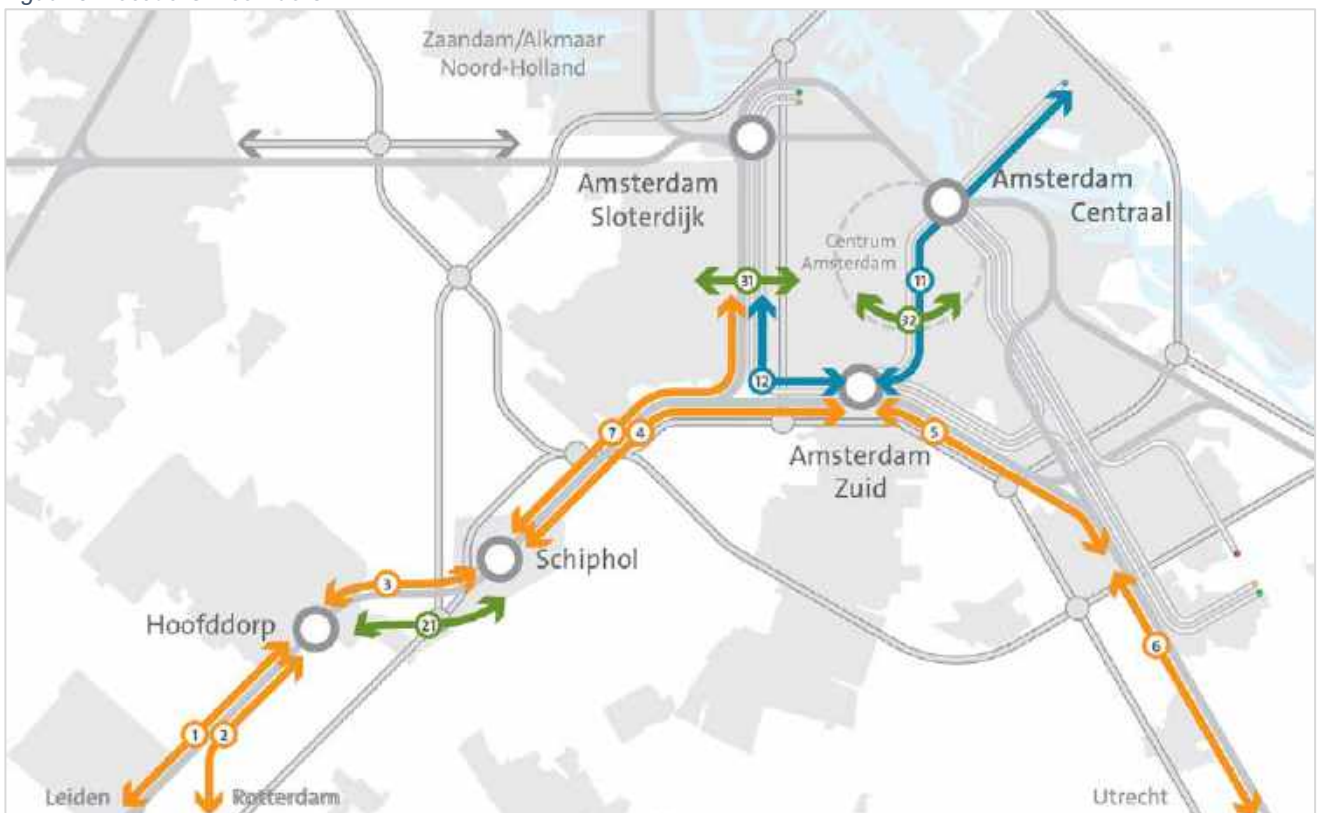 Zaandam/Alkmaar
Noord-Holland
Amsterdam
Sloterdijk
Amsterdam
Centraal
Centrum
Amsterdam
31
11
32
12
7
4
5
Amsterdam
Zuid
Schiphol
3
Hoofddorp
21
6
1
2
Leiden
Rotterdam
Utrecht